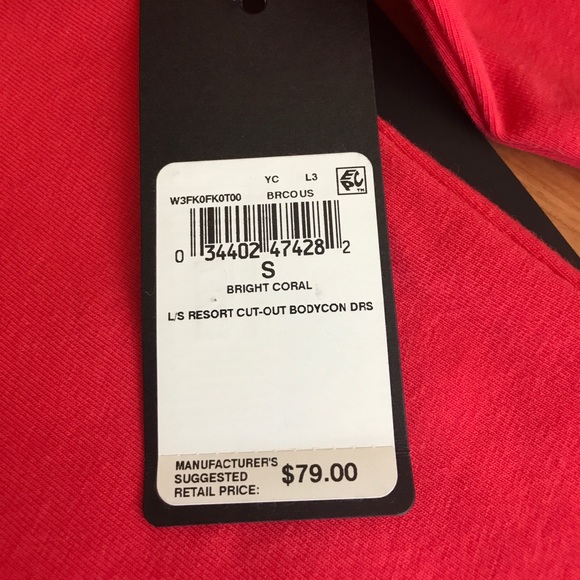 YC L3
EPC™
W3FK0FK0T00 BRCOUS
0 34402 47428 2
S
BRIGHT CORAL
L/S RESORT CUT-OUT BODYCON DRS
MANUFACTURER'S
SUGGESTED
RETAIL PRICE: $79.00